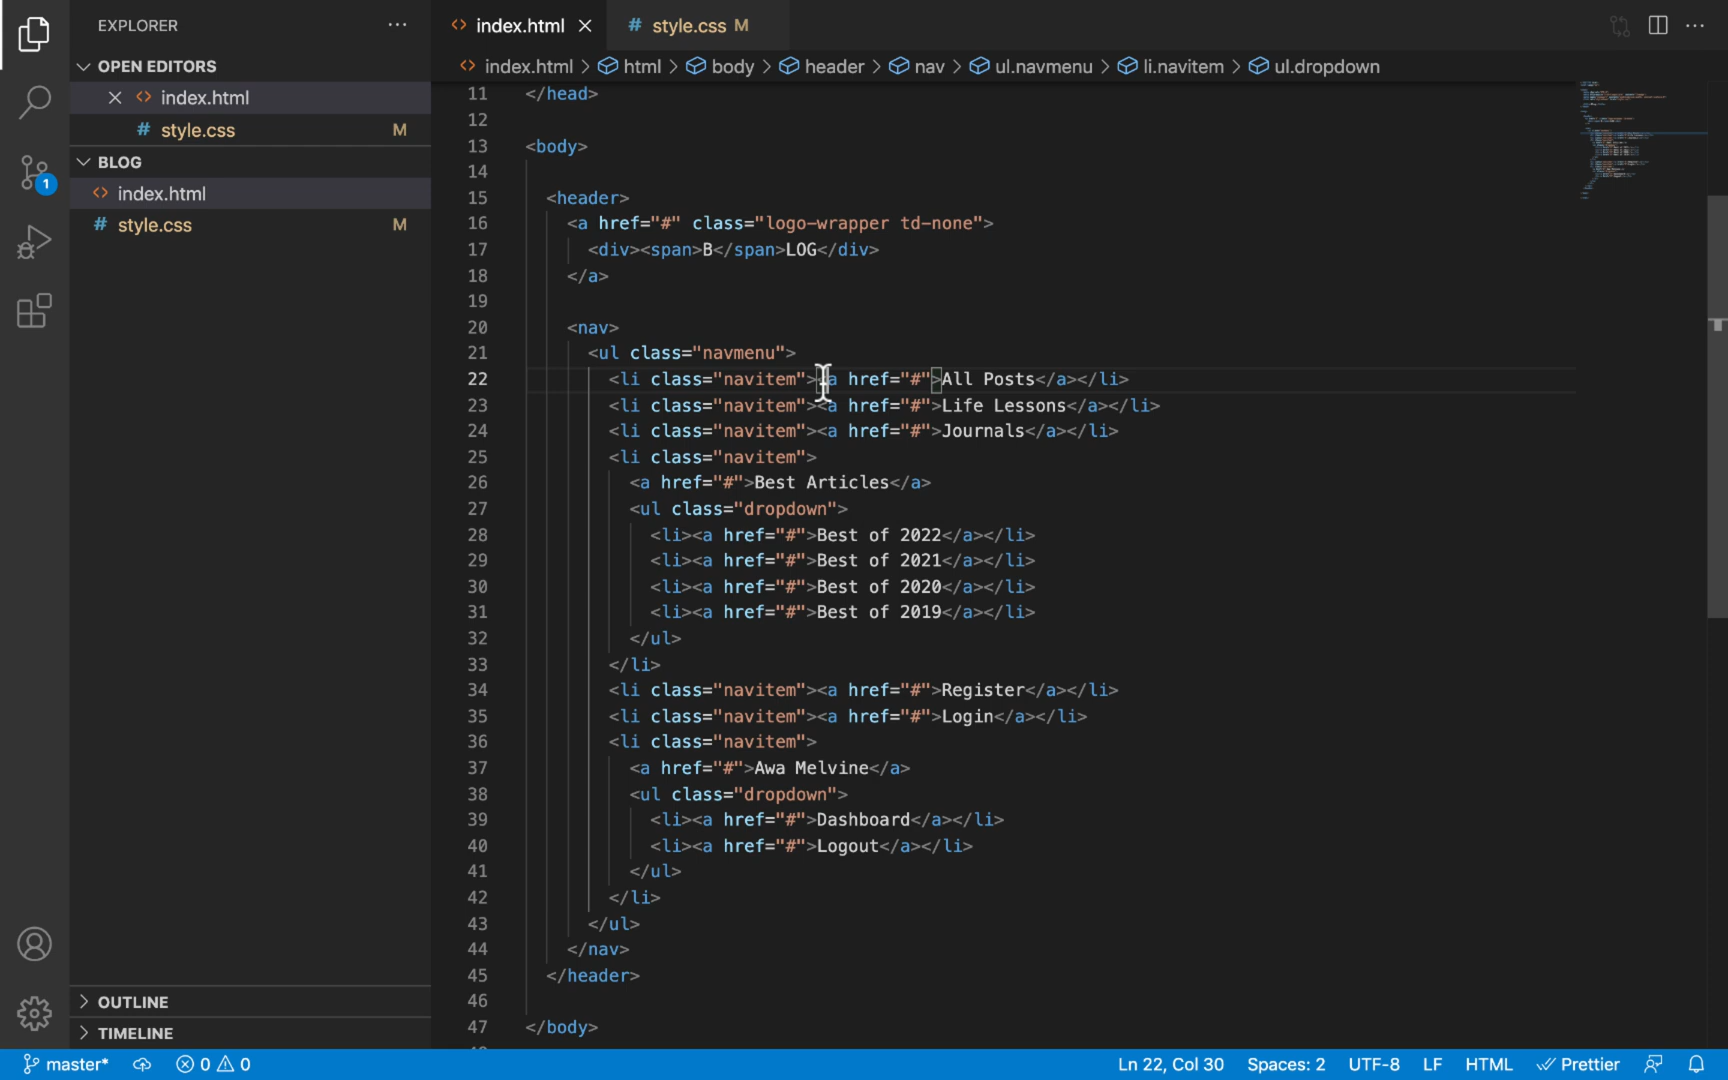 EXPLORER
index.html
style.css M
OPEN EDITORS
index.html > html > body > header > nav > ul.navmenu > li.navitem > ul.dropdown
index.html
style.css M
BLOG
index.html
style.css M
1
11 </head>
12
13 <body>
14
15 <header>
16 <a href="#" class="logo-wrapper td-none">
17 <div><span>B</span>LOG</div>
18 </a>
19
20 <nav>
21 <ul class="navmenu">
22 <li class="navitem"><a href="#">All Posts</a></li>
23 <li class="navitem"><a href="#">Life Lessons</a></li>
24 <li class="navitem"><a href="#">Journals</a></li>
25 <li class="navitem">
26 <a href="#">Best Articles</a>
27 <ul class="dropdown">
28 <li><a href="#">Best of 2022</a></li>
29 <li><a href="#">Best of 2021</a></li>
30 <li><a href="#">Best of 2020</a></li>
31 <li><a href="#">Best of 2019</a></li>
32 </ul>
33 </li>
34 <li class="navitem"><a href="#">Register</a></li>
35 <li class="navitem"><a href="#">Login</a></li>
36 <li class="navitem">
37 <a href="#">Awa Melvine</a>
38 <ul class="dropdown">
39 <li><a href="#">Dashboard</a></li>
40 <li><a href="#">Logout</a></li>
41 </ul>
42 </li>
43 </ul>
44 </nav>
45 </header>
46
47 </body>
OUTLINE
TIMELINE
master* 0 0 Ln 22, Col 30 Spaces: 2 UTF-8 LF HTML Prettier